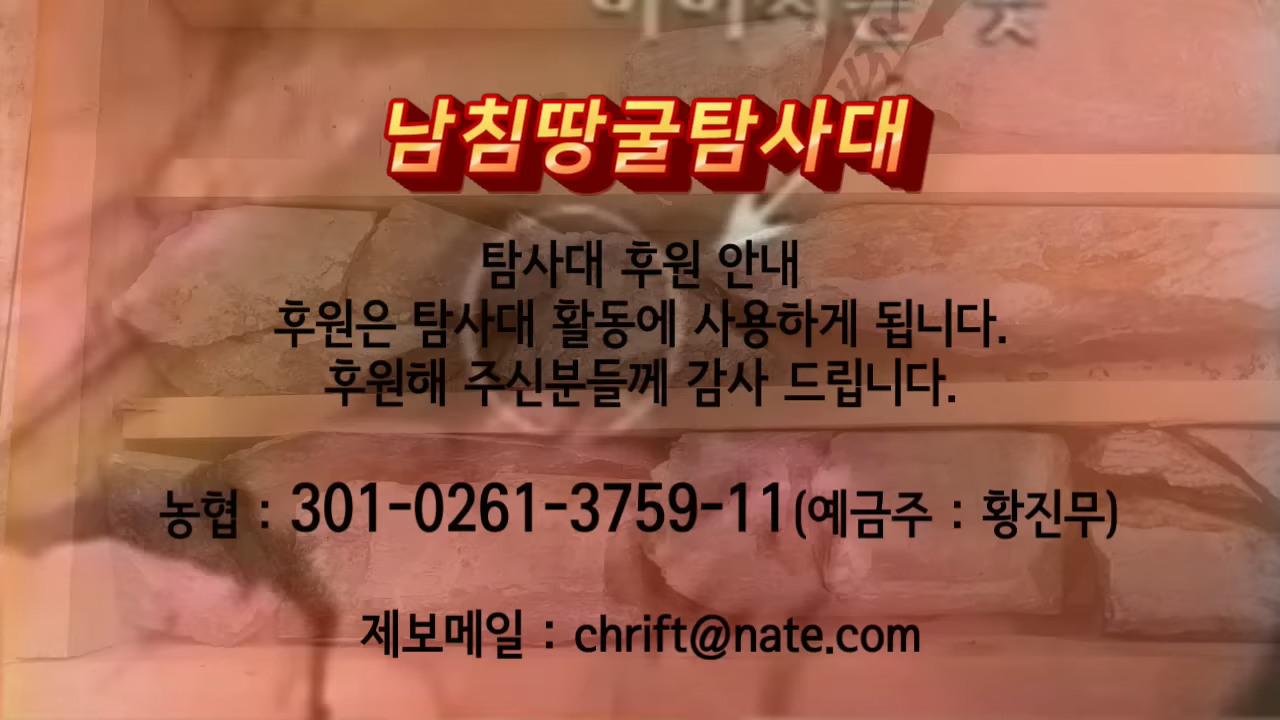 남침땅굴탐사대
탐사대 후원 안내
후원은 탐사대 활동에 사용하게 됩니다.
후원해 주신분들께 감사 드립니다.
농협 : 301-0261-3759-11(예금주 : 황진무)
제보메일 : chrift@nate.com